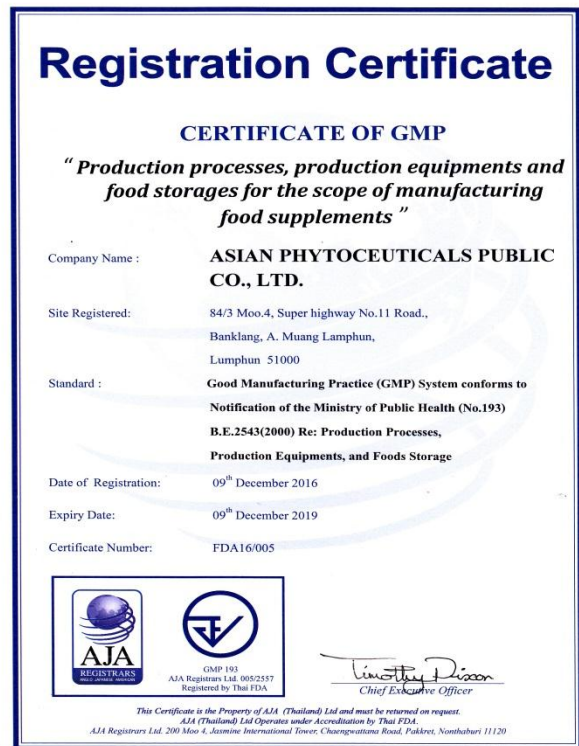 Registration Certificate
CERTIFICATE OF GMP
“ Production processes, production equipments and
food storages for the scope of manufacturing
food supplements ”
Company Name : ASIAN PHYTOCEUTICALS PUBLIC
CO., LTD.
Site Registered: 84/3 Moo.4, Super highway No.11 Road.,
Banklang, A. Muang Lamphun,
Lumphun 51000
Standard : Good Manufacturing Practice (GMP) System conforms to
Notification of the Ministry of Public Health (No.193)
B.E.2543(2000) Re: Production Processes,
Production Equipments, and Foods Storage
Date of Registration: 09th December 2016
Expiry Date: 09th December 2019
Certificate Number: FDA16/005
AJA
REGISTRARS
ANGLO JAPANESE AMERICAN
GMP 193
AJA Registrars Ltd. 005/2557
Registered by Thai FDA
Timothy Dixon
Chief Executive Officer
This Certificate is the Property of AJA (Thailand) Ltd and must be returned on request.
AJA (Thailand) Ltd Operates under Accreditation by Thai FDA.
AJA Registrars Ltd. 200 Moo 4, Jasmine International Tower, Chaengwattana Road, Pakkret, Nonthaburi 11120